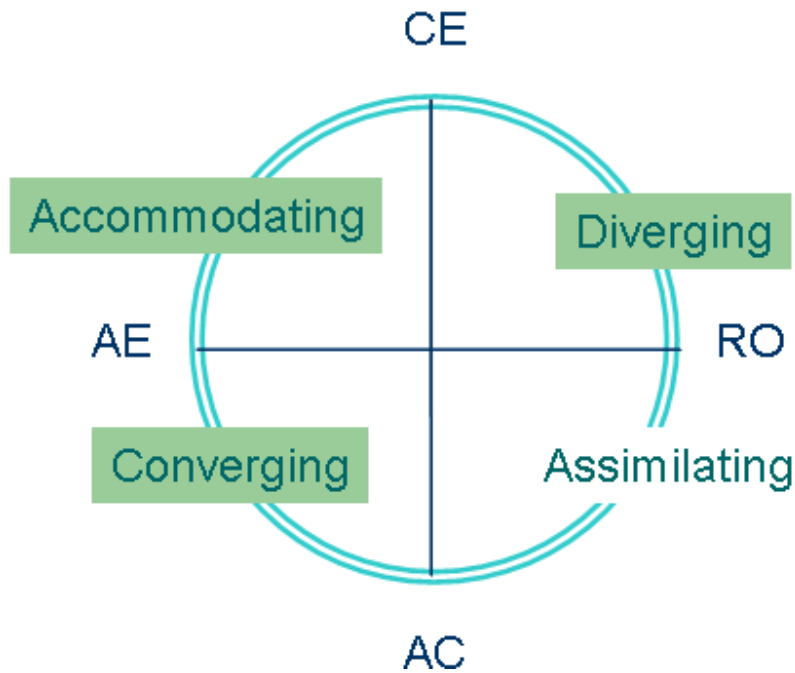 CE
Accommodating
Diverging
AE
RO
Converging
Assimilating
AC